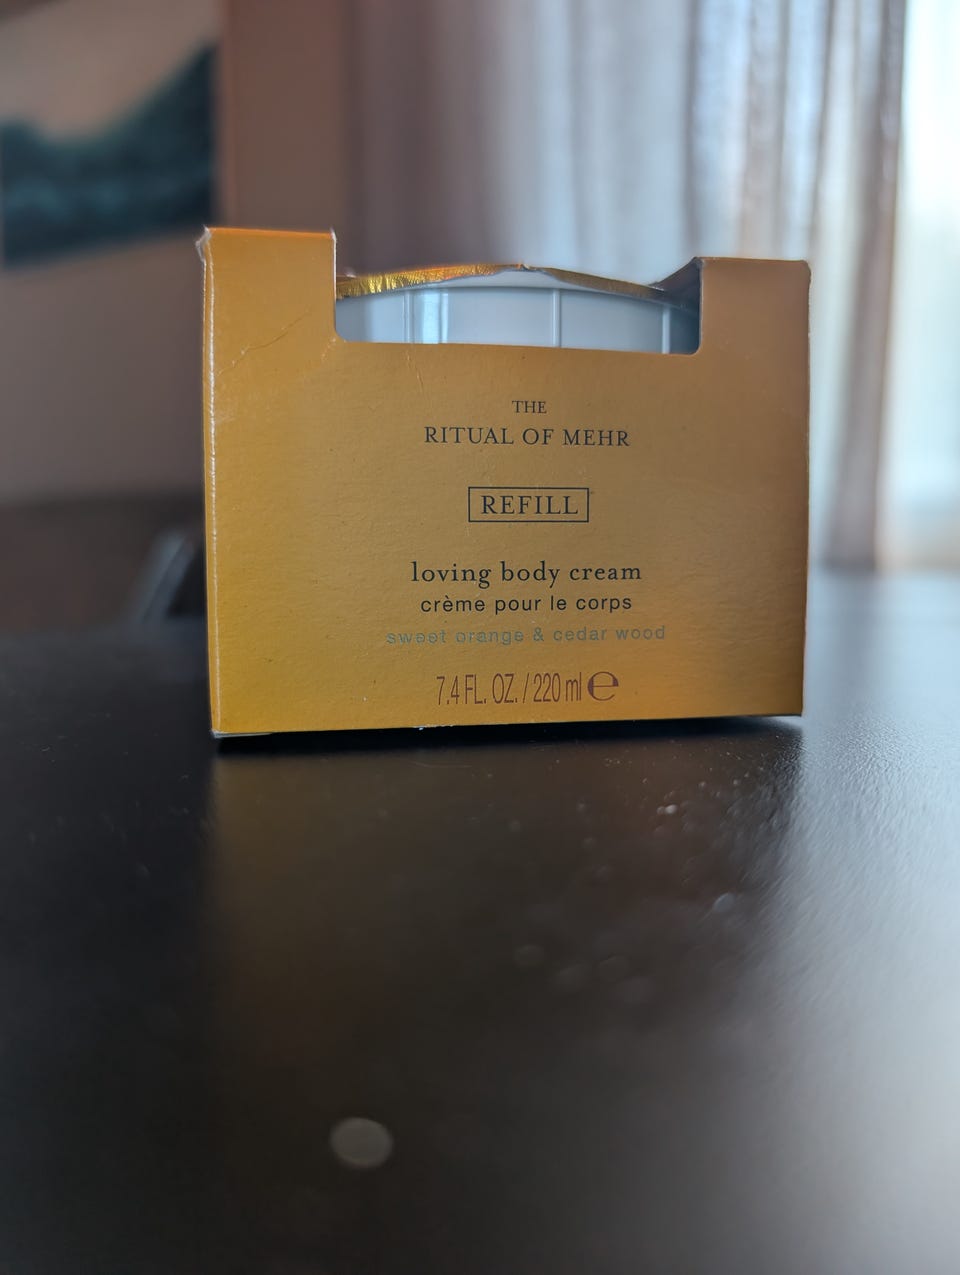 THE
RITUAL OF MEHR
REFILL
loving body cream
crème pour le corps
sweet orange & cedar wood
7.4 FL. OZ. / 220 ml ℮